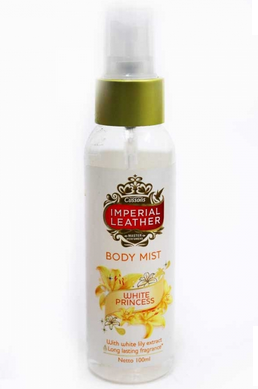 Cussons
IMPERIAL
LEATHER
BODY MIST
WHITE
PRINCESS
With white lily extract
& Long lasting fragrance*
Netto 100ml